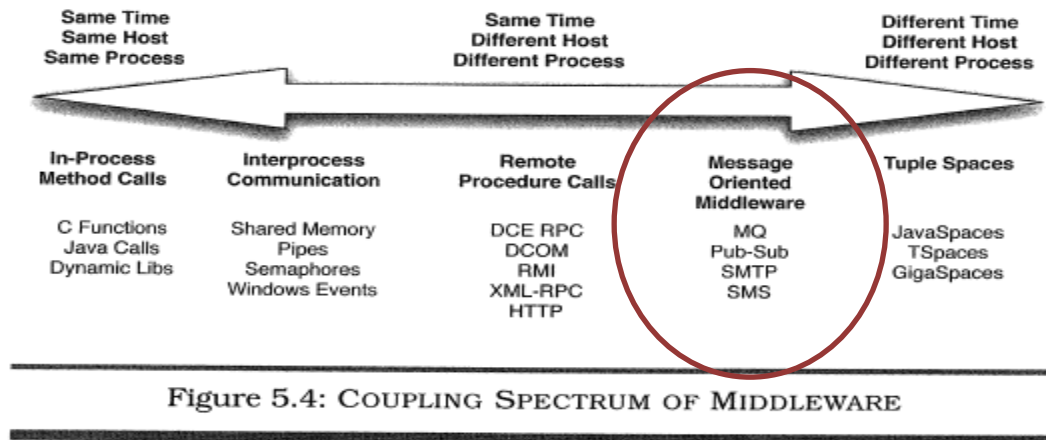 Same Time
Same Host
Same Process
Same Time
Different Host
Different Process
Different Time
Different Host
Different Process
In-Process
Method Calls
C Functions
Java Calls
Dynamic Libs
Interprocess
Communication
Shared Memory
Pipes
Semaphores
Windows Events
Remote
Procedure Calls
DCE RPC
DCOM
RMI
XML-RPC
HTTP
Message
Oriented
Middleware
MQ
Pub-Sub
SMTP
SMS
Tuple Spaces
JavaSpaces
TSpaces
GigaSpaces
Figure 5.4: COUPLING SPECTRUM OF MIDDLEWARE